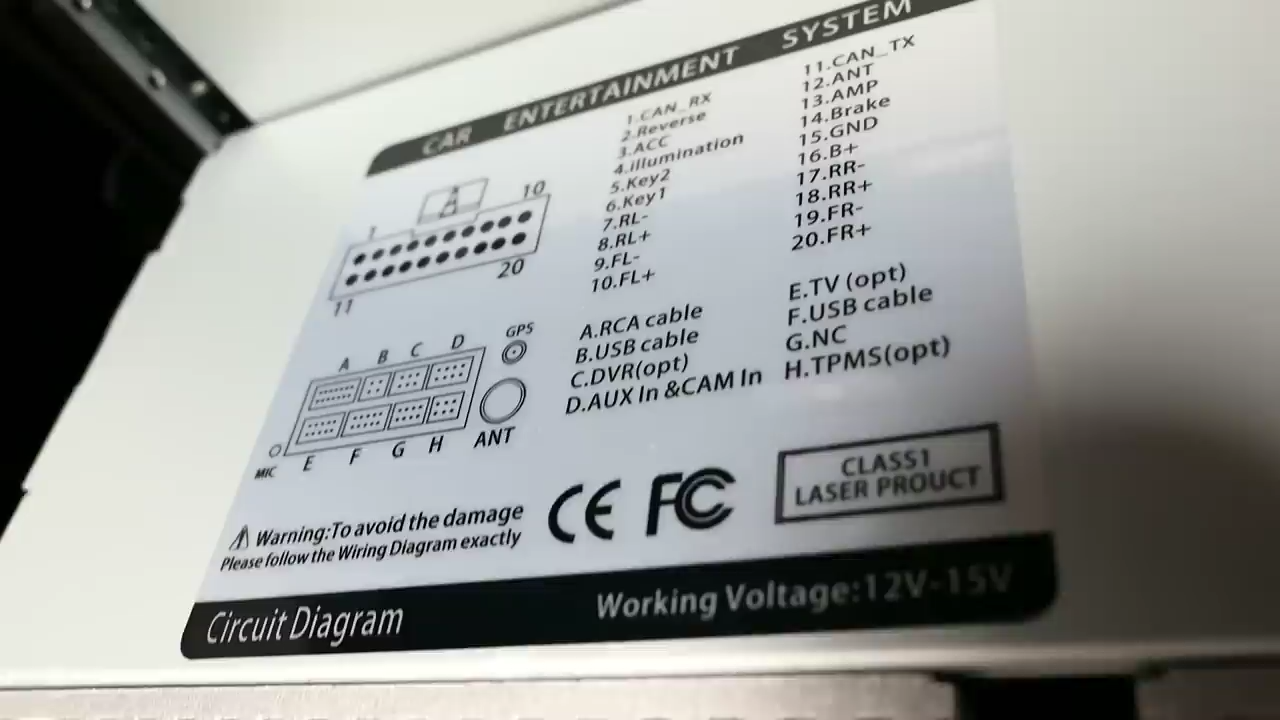 CAR ENTERTAINMENT SYSTEM
A
1
10
11
20
1.CAN_RX
2.Reverse
3.ACC
4.illumination
5.Key2
6.Key1
7.RL-
8.RL+
9.FL-
10.FL+
11.CAN_TX
12.ANT
13.AMP
14.Brake
15.GND
16.B+
17.RR-
18.RR+
19.FR-
20.FR+
A B C D GPS
MIC E F G H ANT
A.RCA cable
B.USB cable
C.DVR(opt)
D.AUX In &CAM In
E.TV (opt)
F.USB cable
G.NC
H.TPMS(opt)
Warning:To avoid the damage
Please follow the Wiring Diagram exactly
CE FC
CLASS1
LASER PROUCT
Circuit Diagram
Working Voltage:12V-15V